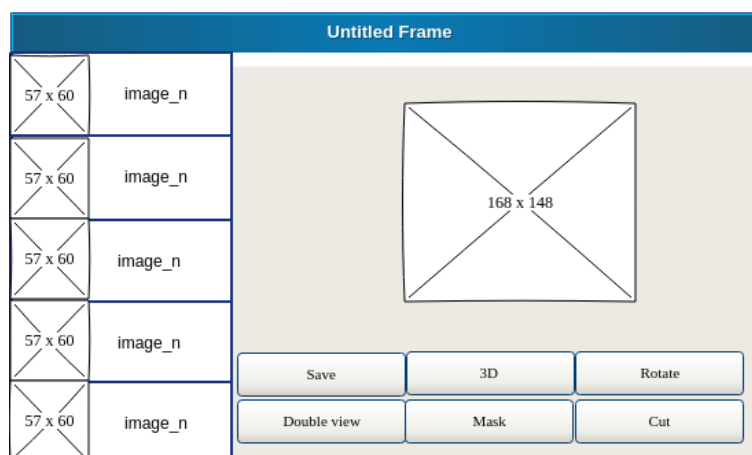 Untitled Frame
57 x 60 image_n
57 x 60 image_n
57 x 60 image_n
57 x 60 image_n
57 x 60 image_n
168 x 148
Save 3D Rotate
Double view Mask Cut